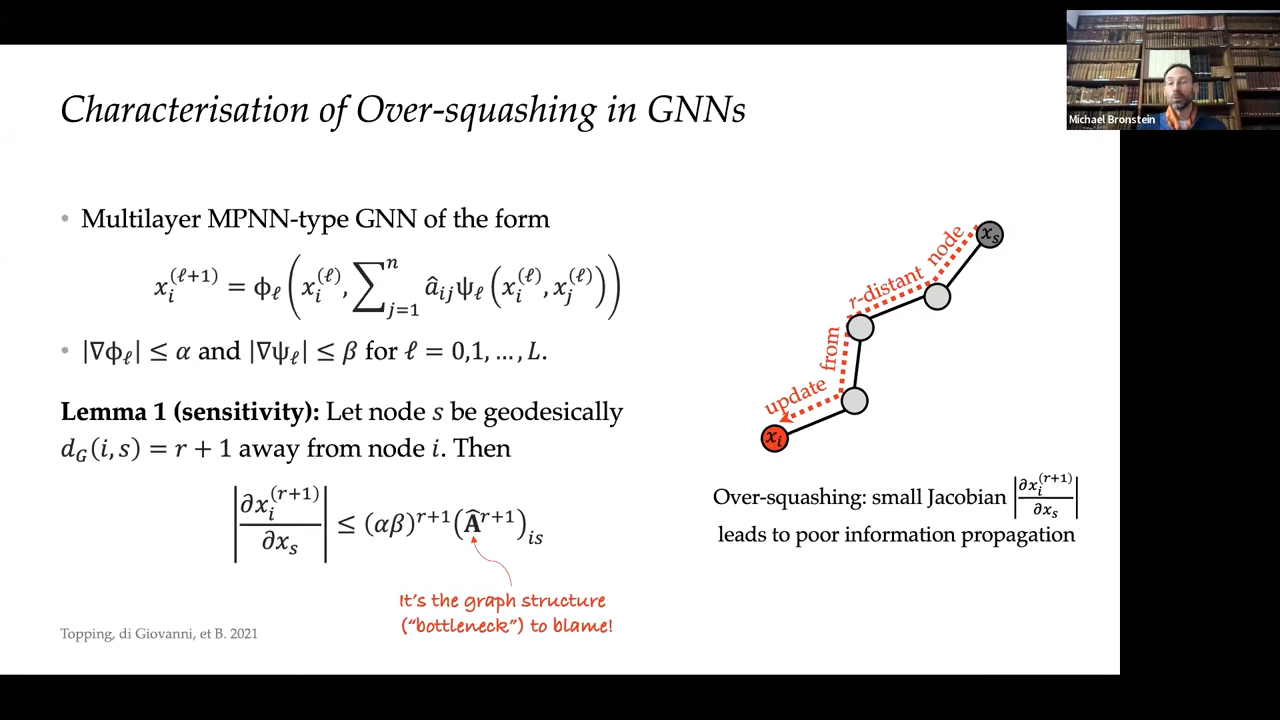 Characterisation of Over-squashing in GNNs
Michael Bronstein
• Multilayer MPNN-type GNN of the form
x_i^(ℓ+1) = ϕ_ℓ(x_i^(ℓ), ∑_{j=1}^n â_ij ψ_ℓ(x_i^(ℓ), x_j^(ℓ)))
• |∇ϕ_ℓ| ≤ α and |∇ψ_ℓ| ≤ β for ℓ = 0,1, …, L.
Lemma 1 (sensitivity): Let node s be geodesically
d_G(i, s) = r + 1 away from node i. Then
|∂x_i^(r+1) / ∂x_s| ≤ (αβ)^{r+1} (Â^{r+1})_is
It's the graph structure
("bottleneck") to blame!
Topping, di Giovanni, et B. 2021
x_s
update from r-distant node
x_i
Over-squashing: small Jacobian |∂x_i^(r+1) / ∂x_s|
leads to poor information propagation